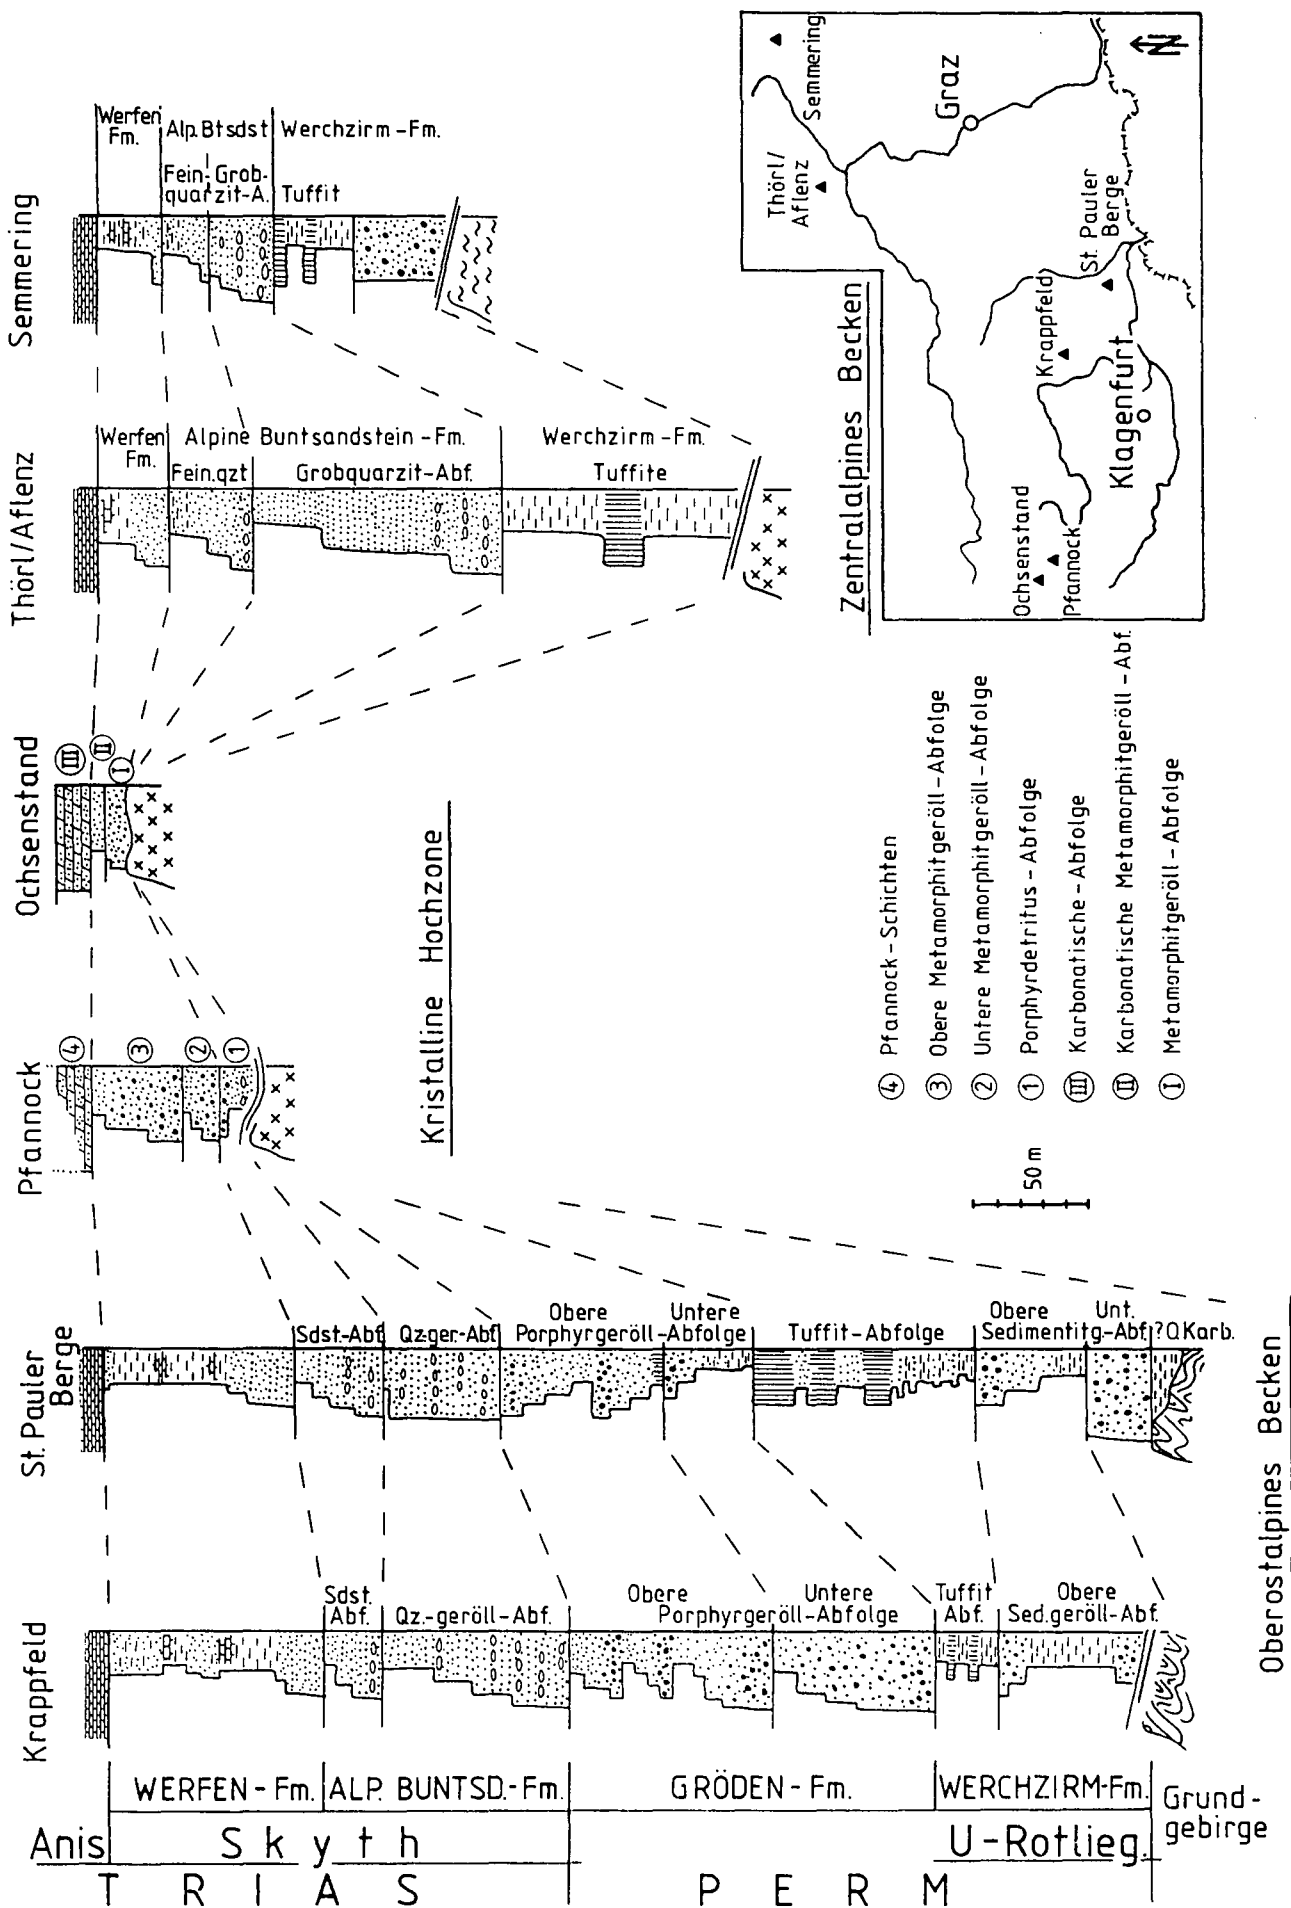 Semmering
Werfen
Fm.
Alp.Btsdst
Werchzirm-Fm.
Fein-Grob-
quarzit-A.
Tuffit
Thörl/Aflenz
Werfen
Fm.
Alpine Buntsandstein-Fm.
Werchzirm-Fm.
Fein.qzt
Grobquarzit-Abf.
Tuffite
Ochsenstand
III
II
I
Pfannock
4
3
2
1
Kristalline Hochzone
Zentralalpines Becken
St. Pauler
Berge
Sdst-Abf.
Qz-ger.-Abf.
Obere
Untere
Porphyrgeröll-Abfolge
Tuffit-Abfolge
Obere
Unt.
Sedimentitg.-Abf.
?QKarb.
Krappfeld
Sdst.
Abf.
Qz.-geröll-Abf.
Obere
Untere
Porphyrgeröll-Abfolge
Tuffit
Abf.
Obere
Sed.geröll-Abf.
Oberostalpines Becken
WERFEN-Fm.
ALP. BUNTSD.-Fm.
GRÖDEN-Fm.
WERCHZIRM-Fm.
Grund-
gebirge
Anis
Skyth
U-Rotlieg.
TRIAS
PERM
50 m
4 Pfannock-Schichten
3 Obere Metamorphitgeröll-Abfolge
2 Untere Metamorphitgeröll-Abfolge
1 Porphyrdetritus-Abfolge
III Karbonatische-Abfolge
II Karbonatische Metamorphitgeröll-Abf.
I Metamorphitgeröll-Abfolge
Semmering
Thörl/
Aflenz
Graz
St. Pauler
Berge
Krappfeld
Klagenfurt
Ochsenstand
Pfannock
N